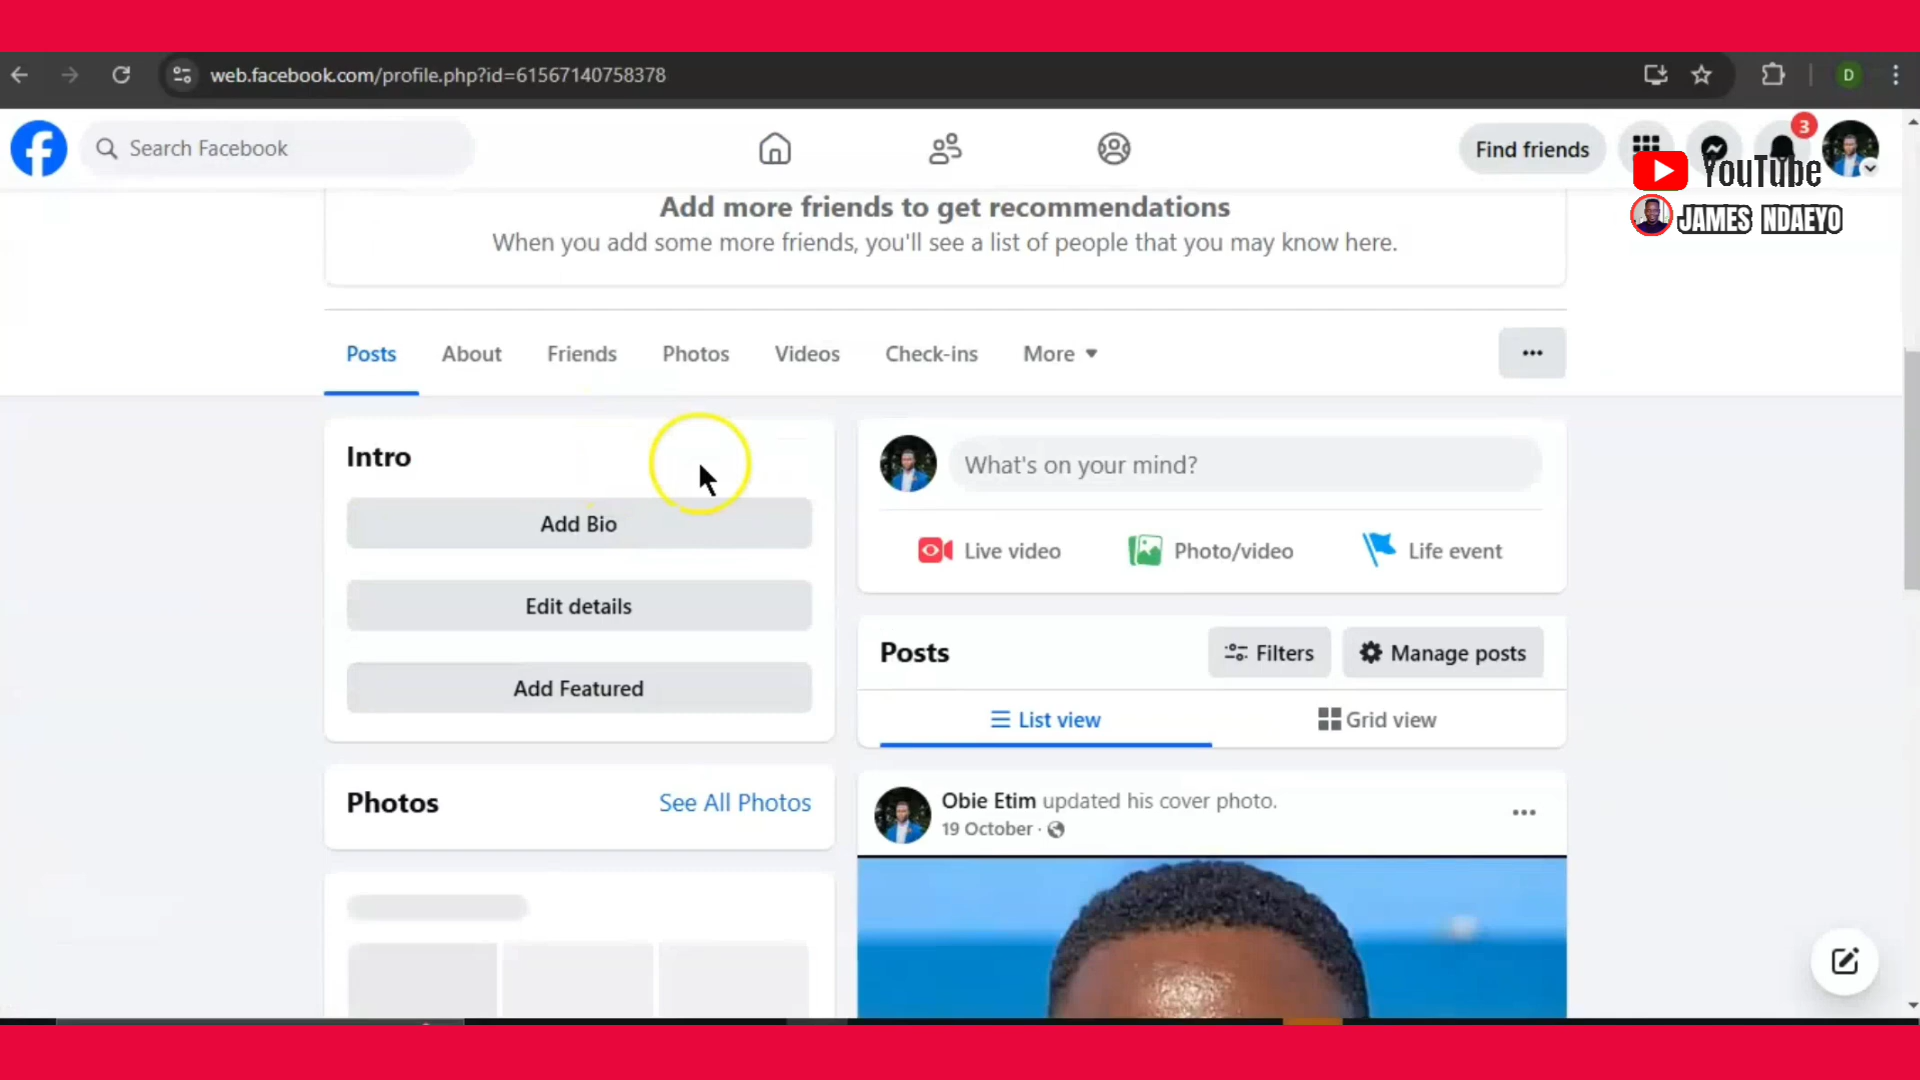 web.facebook.com/profile.php?id=61567140758378
D
Search Facebook
Find friends
3
YouTube
JAMES NDAEYO
Add more friends to get recommendations
When you add some more friends, you'll see a list of people that you may know here.
Posts About Friends Photos Videos Check-ins More
Intro
Add Bio
Edit details
Add Featured
Photos See All Photos
What's on your mind?
Live video Photo/video Life event
Posts Filters Manage posts
List view Grid view
Obie Etim updated his cover photo.
19 October ·